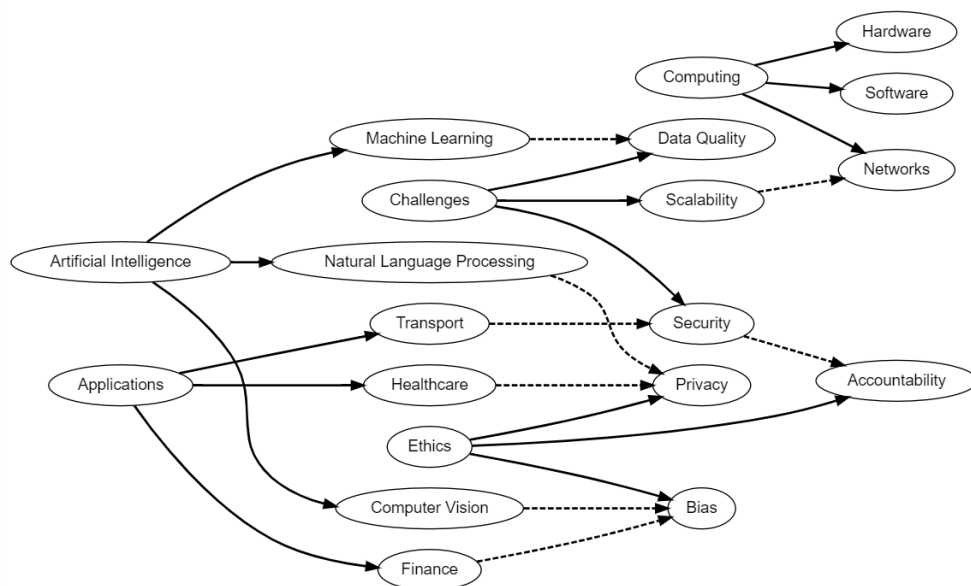 Hardware
Computing
Software
Machine Learning
Data Quality
Networks
Challenges
Scalability
Artificial Intelligence
Natural Language Processing
Transport
Security
Applications
Healthcare
Privacy
Accountability
Ethics
Computer Vision
Bias
Finance